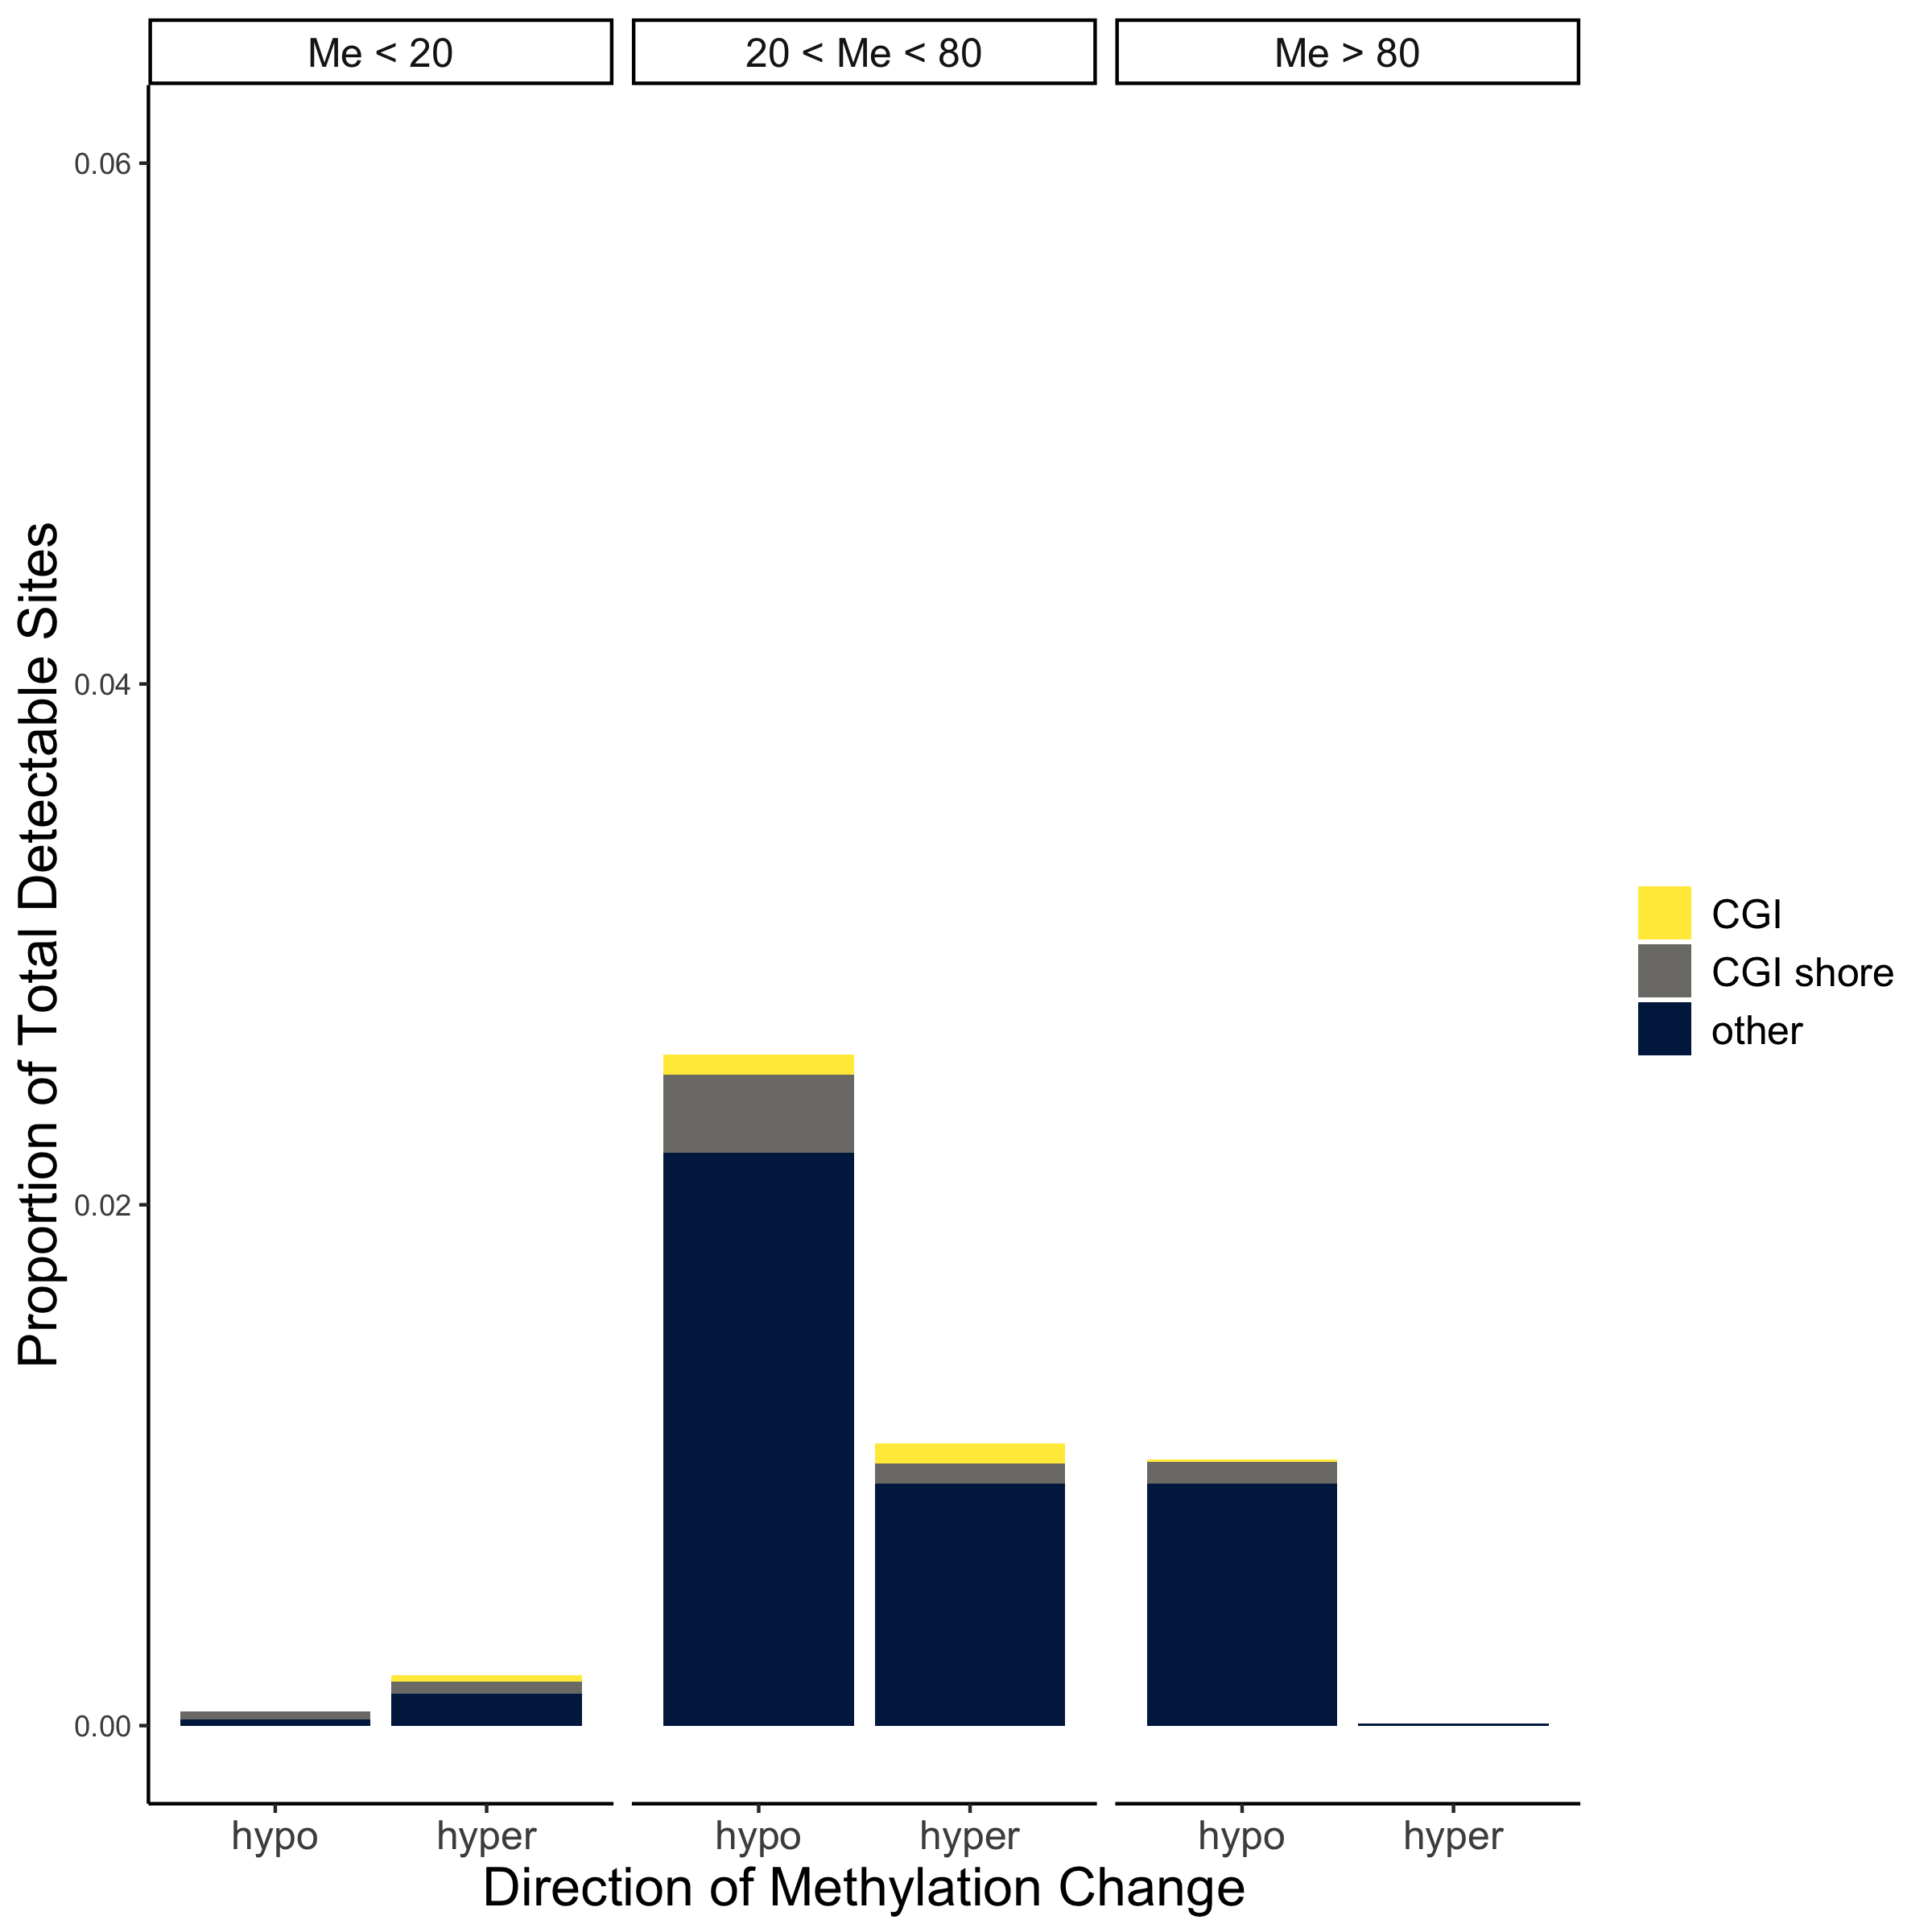 Me < 20
20 < Me < 80
Me > 80
Proportion of Total Detectable Sites
0.06
0.04
0.02
0.00
CGI
CGI shore
other
hypo
hyper
hypo
hyper
hypo
hyper
Direction of Methylation Change